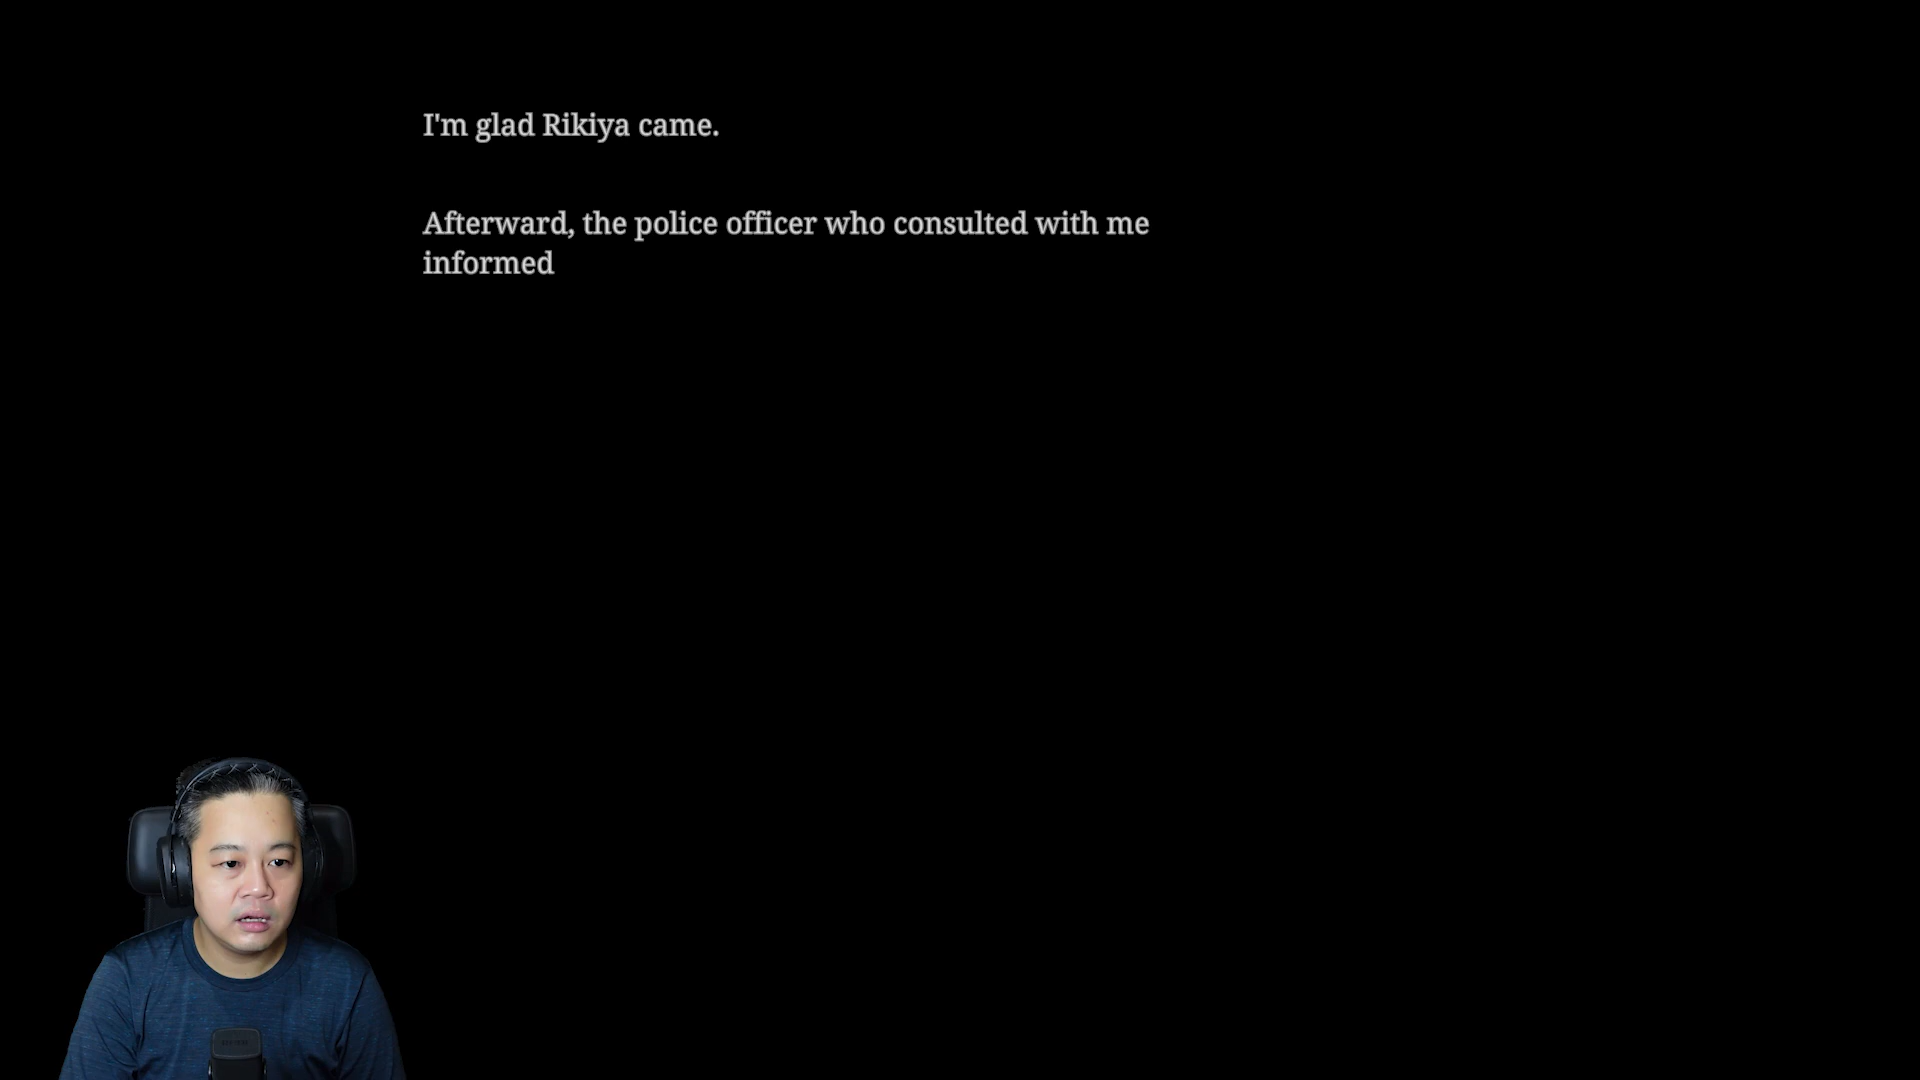 I'm glad Rikiya came.
Afterward, the police officer who consulted with me
informed